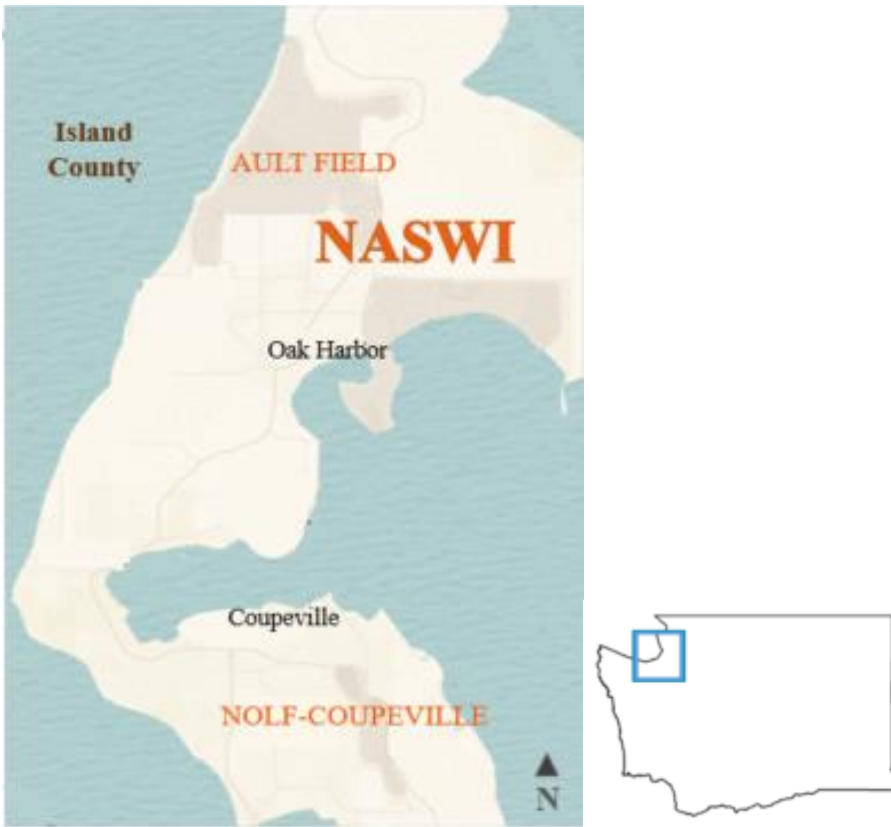 Island
County
AULT FIELD
NASWI
Oak Harbor
Coupeville
NOLF-COUPEVILLE
N